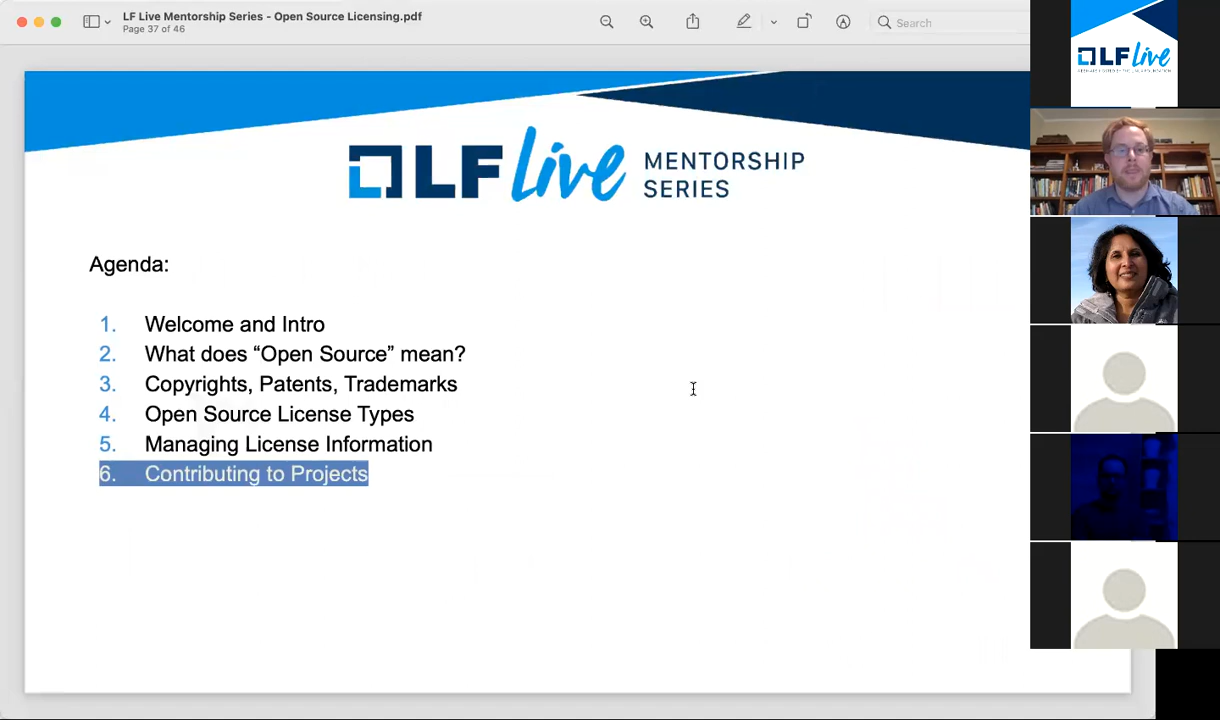 LF Live Mentorship Series - Open Source Licensing.pdf
Page 37 of 46
Search
LF Live MENTORSHIP
SERIES
Agenda:
1. Welcome and Intro
2. What does “Open Source” mean?
3. Copyrights, Patents, Trademarks
4. Open Source License Types
5. Managing License Information
6. Contributing to Projects
LF Live